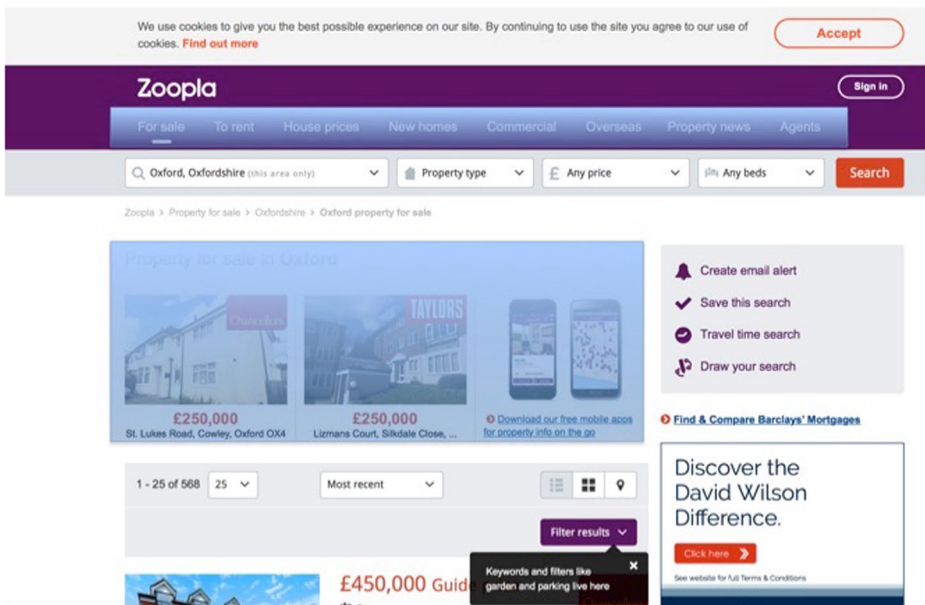 We use cookies to give you the best possible experience on our site. By continuing to use the site you agree to our use of
cookies. Find out more
Accept
Zoopla
Sign in
For sale To rent House prices New homes Commercial Overseas Property news Agents
Oxford, Oxfordshire (this area only) Property type £ Any price Any beds Search
Zoopla > Property for sale > Oxfordshire > Oxford property for sale
Property for sale in Oxford
TAYLORS
£250,000
St. Lukes Road, Cowley, Oxford OX4
£250,000
Lizmans Court, Silkdale Close, ...
Download our free mobile apps
for property info on the go
Create email alert
Save this search
Travel time search
Draw your search
Find & Compare Barclays' Mortgages
1 - 25 of 568 25 Most recent
Filter results
Keywords and filters like
garden and parking live here
£450,000 Guide
Discover the
David Wilson
Difference.
Click here
See website for full Terms & Conditions